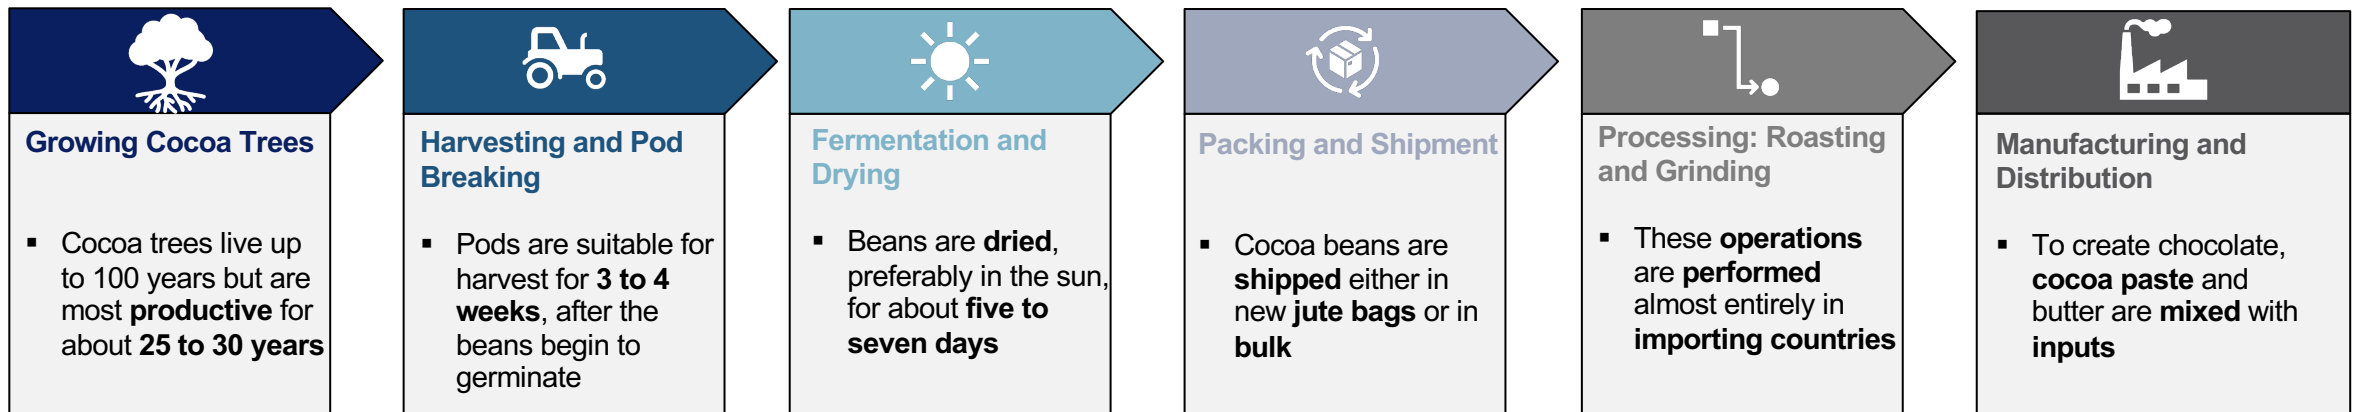 Growing Cocoa Trees
▪ Cocoa trees live up
to 100 years but are
most productive for
about 25 to 30 years
Harvesting and Pod
Breaking
▪ Pods are suitable for
harvest for 3 to 4
weeks, after the
beans begin to
germinate
Fermentation and
Drying
▪ Beans are dried,
preferably in the sun,
for about five to
seven days
Packing and Shipment
▪ Cocoa beans are
shipped either in
new jute bags or in
bulk
Processing: Roasting
and Grinding
▪ These operations
are performed
almost entirely in
importing countries
Manufacturing and
Distribution
▪ To create chocolate,
cocoa paste and
butter are mixed with
inputs